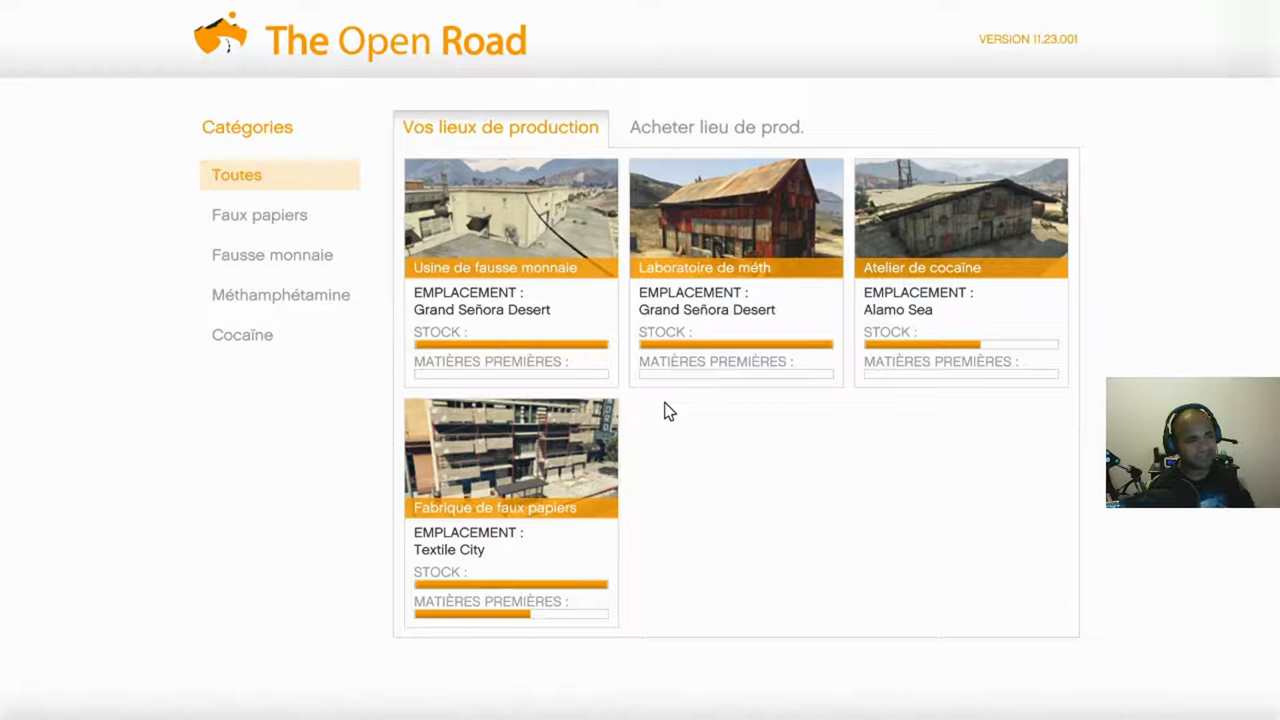 The Open Road
VERSION 11.23.001
Catégories
Toutes
Faux papiers
Fausse monnaie
Méthamphétamine
Cocaïne
Vos lieux de production
Acheter lieu de prod.
Usine de fausse monnaie
EMPLACEMENT :
Grand Señora Desert
STOCK :
MATIÈRES PREMIÈRES :
Laboratoire de méth
EMPLACEMENT :
Grand Señora Desert
STOCK :
MATIÈRES PREMIÈRES :
Atelier de cocaïne
EMPLACEMENT :
Alamo Sea
STOCK :
MATIÈRES PREMIÈRES :
Fabrique de faux papiers
EMPLACEMENT :
Textile City
STOCK :
MATIÈRES PREMIÈRES :